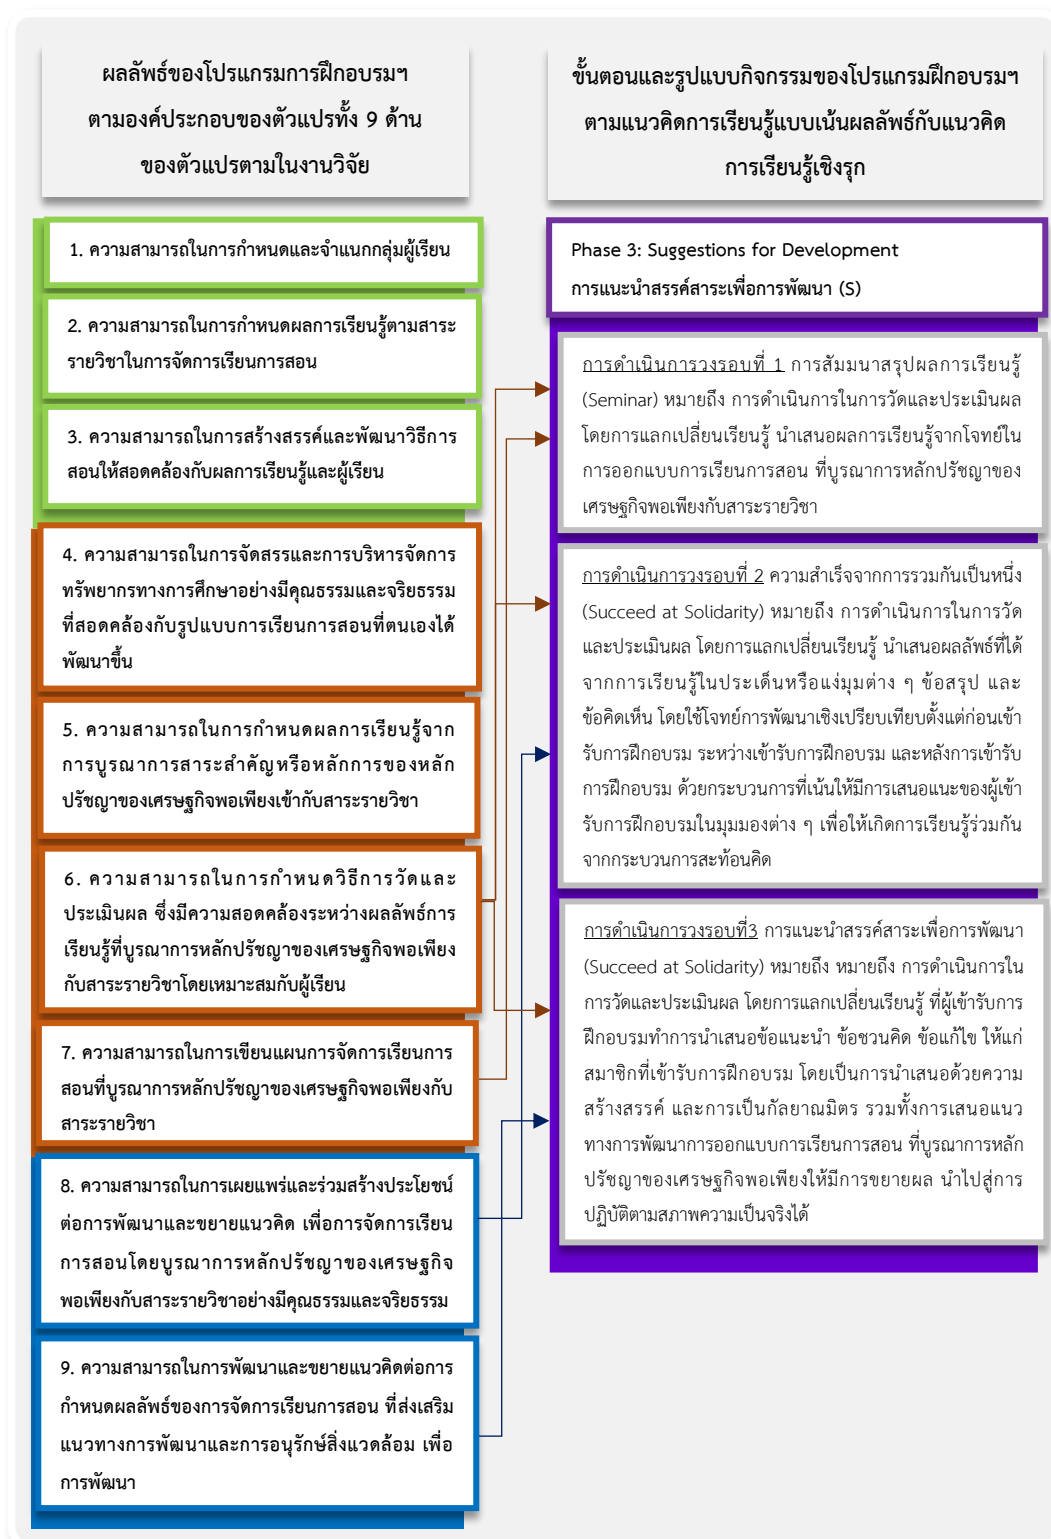 ผลลัพธ์ของโปรแกรมการฝึกอบรมฯ
ตามองค์ประกอบของตัวแปรทั้ง 9 ด้าน
ของตัวแปรตามในงานวิจัย
1. ความสามารถในการกำหนดและจำแนกกลุ่มผู้เรียน
2. ความสามารถในการกำหนดผลการเรียนรู้ตามสาระ
รายวิชาในการจัดการเรียนการสอน
3. ความสามารถในการสร้างสรรค์และพัฒนาวิธีการ
สอนให้สอดคล้องกับผลการเรียนรู้และผู้เรียน
4. ความสามารถในการจัดสรรและการบริหารจัดการ
ทรัพยากรทางการศึกษาอย่างมีคุณธรรมและจริยธรรม
ที่สอดคล้องกับรูปแบบการเรียนการสอนที่ตนเองได้
พัฒนาขึ้น
5. ความสามารถในการกำหนดผลการเรียนรู้จาก
การบูรณาการสาระสำคัญหรือหลักการของหลัก
ปรัชญาของเศรษฐกิจพอเพียงเข้ากับสาระรายวิชา
6. ความสามารถในการกำหนดวิธีการวัดและ
ประเมินผล ซึ่งมีความสอดคล้องระหว่างผลลัพธ์การ
เรียนรู้ที่บูรณาการหลักปรัชญาของเศรษฐกิจพอเพียง
กับสาระรายวิชาโดยเหมาะสมกับผู้เรียน
7. ความสามารถในการเขียนแผนการจัดการเรียนการ
สอนที่บูรณาการหลักปรัชญาของเศรษฐกิจพอเพียงกับ
สาระรายวิชา
8. ความสามารถในการเผยแพร่และร่วมสร้างประโยชน์
ต่อการพัฒนาและขยายแนวคิด เพื่อการจัดการเรียน
การสอนโดยบูรณาการหลักปรัชญาของเศรษฐกิจ
พอเพียงกับสาระรายวิชาอย่างมีคุณธรรมและจริยธรรม
9. ความสามารถในการพัฒนาและขยายแนวคิดต่อการ
กำหนดผลลัพธ์ของการจัดการเรียนการสอน ที่ส่งเสริม
แนวทางการพัฒนาและการอนุรักษ์สิ่งแวดล้อม เพื่อ
การพัฒนา
ขั้นตอนและรูปแบบกิจกรรมของโปรแกรมฝึกอบรมฯ
ตามแนวคิดการเรียนรู้แบบเน้นผลลัพธ์กับแนวคิด
การเรียนรู้เชิงรุก
Phase 3: Suggestions for Development
การแนะนำสรรค์สาระเพื่อการพัฒนา (S)
การดำเนินการวงรอบที่ 1 การสัมมนาสรุปผลการเรียนรู้
(Seminar) หมายถึง การดำเนินการในการวัดและประเมินผล
โดยการแลกเปลี่ยนเรียนรู้ นำเสนอผลการเรียนรู้จากโจทย์ใน
การออกแบบการเรียนการสอน ที่บูรณาการหลักปรัชญาของ
เศรษฐกิจพอเพียงกับสาระรายวิชา
การดำเนินการวงรอบที่ 2 ความสำเร็จจากการรวมกันเป็นหนึ่ง
(Succeed at Solidarity) หมายถึง การดำเนินการในการวัด
และประเมินผล โดยการแลกเปลี่ยนเรียนรู้ นำเสนอผลลัพธ์ที่ได้
จากการเรียนรู้ในประเด็นหรือแง่มุมต่าง ๆ ข้อสรุป และ
ข้อคิดเห็น โดยใช้โจทย์การพัฒนาเชิงเปรียบเทียบตั้งแต่ก่อนเข้า
รับการฝึกอบรม ระหว่างเข้ารับการฝึกอบรม และหลังการเข้ารับ
การฝึกอบรม ด้วยกระบวนการที่เน้นให้มีการเสนอแนะของผู้เข้า
รับการฝึกอบรมในมุมมองต่าง ๆ เพื่อให้เกิดการเรียนรู้ร่วมกัน
จากกระบวนการสะท้อนคิด
การดำเนินการวงรอบที่3 การแนะนำสรรค์สาระเพื่อการพัฒนา
(Succeed at Solidarity) หมายถึง หมายถึง การดำเนินการใน
การวัดและประเมินผล โดยการแลกเปลี่ยนเรียนรู้ ที่ผู้เข้ารับการ
ฝึกอบรมทำการนำเสนอข้อแนะนำ ข้อชวนคิด ข้อแก้ไข ให้แก่
สมาชิกที่เข้ารับการฝึกอบรม โดยเป็นการนำเสนอด้วยความ
สร้างสรรค์ และการเป็นกัลยาณมิตร รวมทั้งการเสนอแนว
ทางการพัฒนาการออกแบบการเรียนการสอน ที่บูรณาการหลัก
ปรัชญาของเศรษฐกิจพอเพียงให้มีการขยายผล นำไปสู่การ
ปฏิบัติตามสภาพความเป็นจริงได้